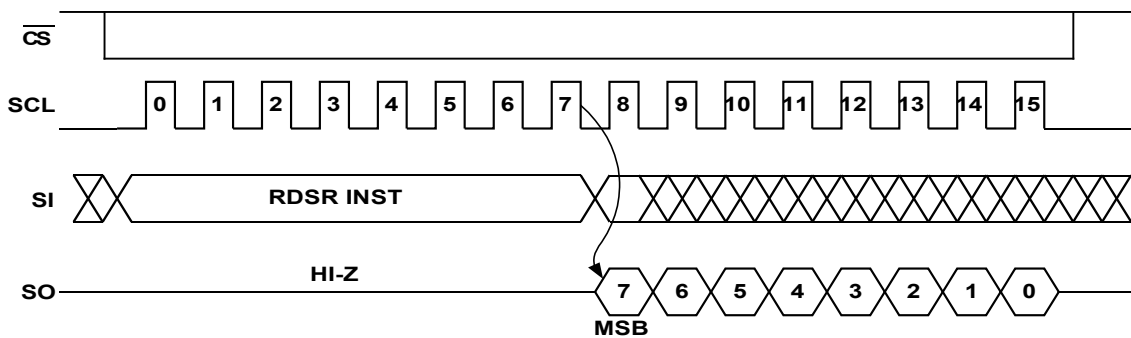 CS
SCL 0 1 2 3 4 5 6 7 8 9 10 11 12 13 14 15
SI RDSR INST
HI-Z
SO 7 6 5 4 3 2 1 0
MSB